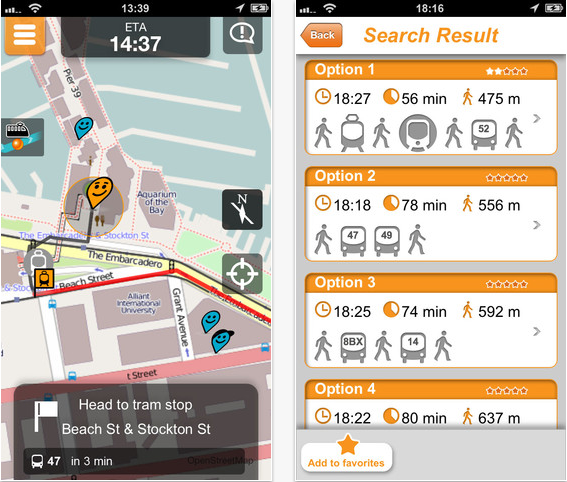 13:39
ETA
14:37
Pier 39
Aquarium
of the
Bay
N
The Embarcadero & Stockton St
The Embarcadero
Beach Street
The Embarcadero
Alliant
International
University
Grant Avenue
t Street
Head to tram stop
Beach St & Stockton St
47 in 3 min
OpenStreetMap
18:16
Back
Search Result
Option 1
18:27 56 min 475 m
52
Option 2
18:18 78 min 556 m
47 49
Option 3
18:25 74 min 592 m
8BX 14
Option 4
18:22 80 min 637 m
Add to favorites